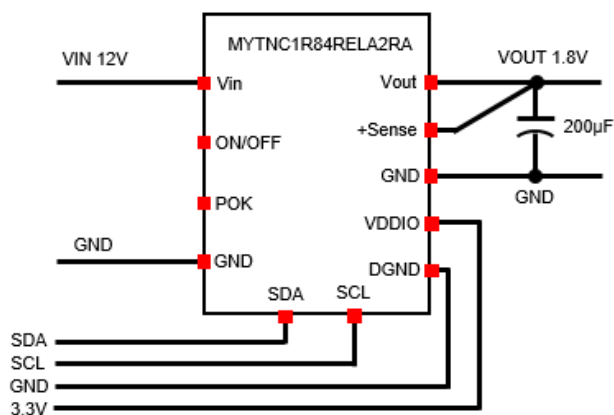 MYTNC1R84RELA2RA
VIN 12V
Vin
Vout
VOUT 1.8V
ON/OFF
+Sense
200µF
POK
GND
GND
VDDIO
GND
GND
DGND
SDA
SCL
SDA
SCL
GND
3.3V